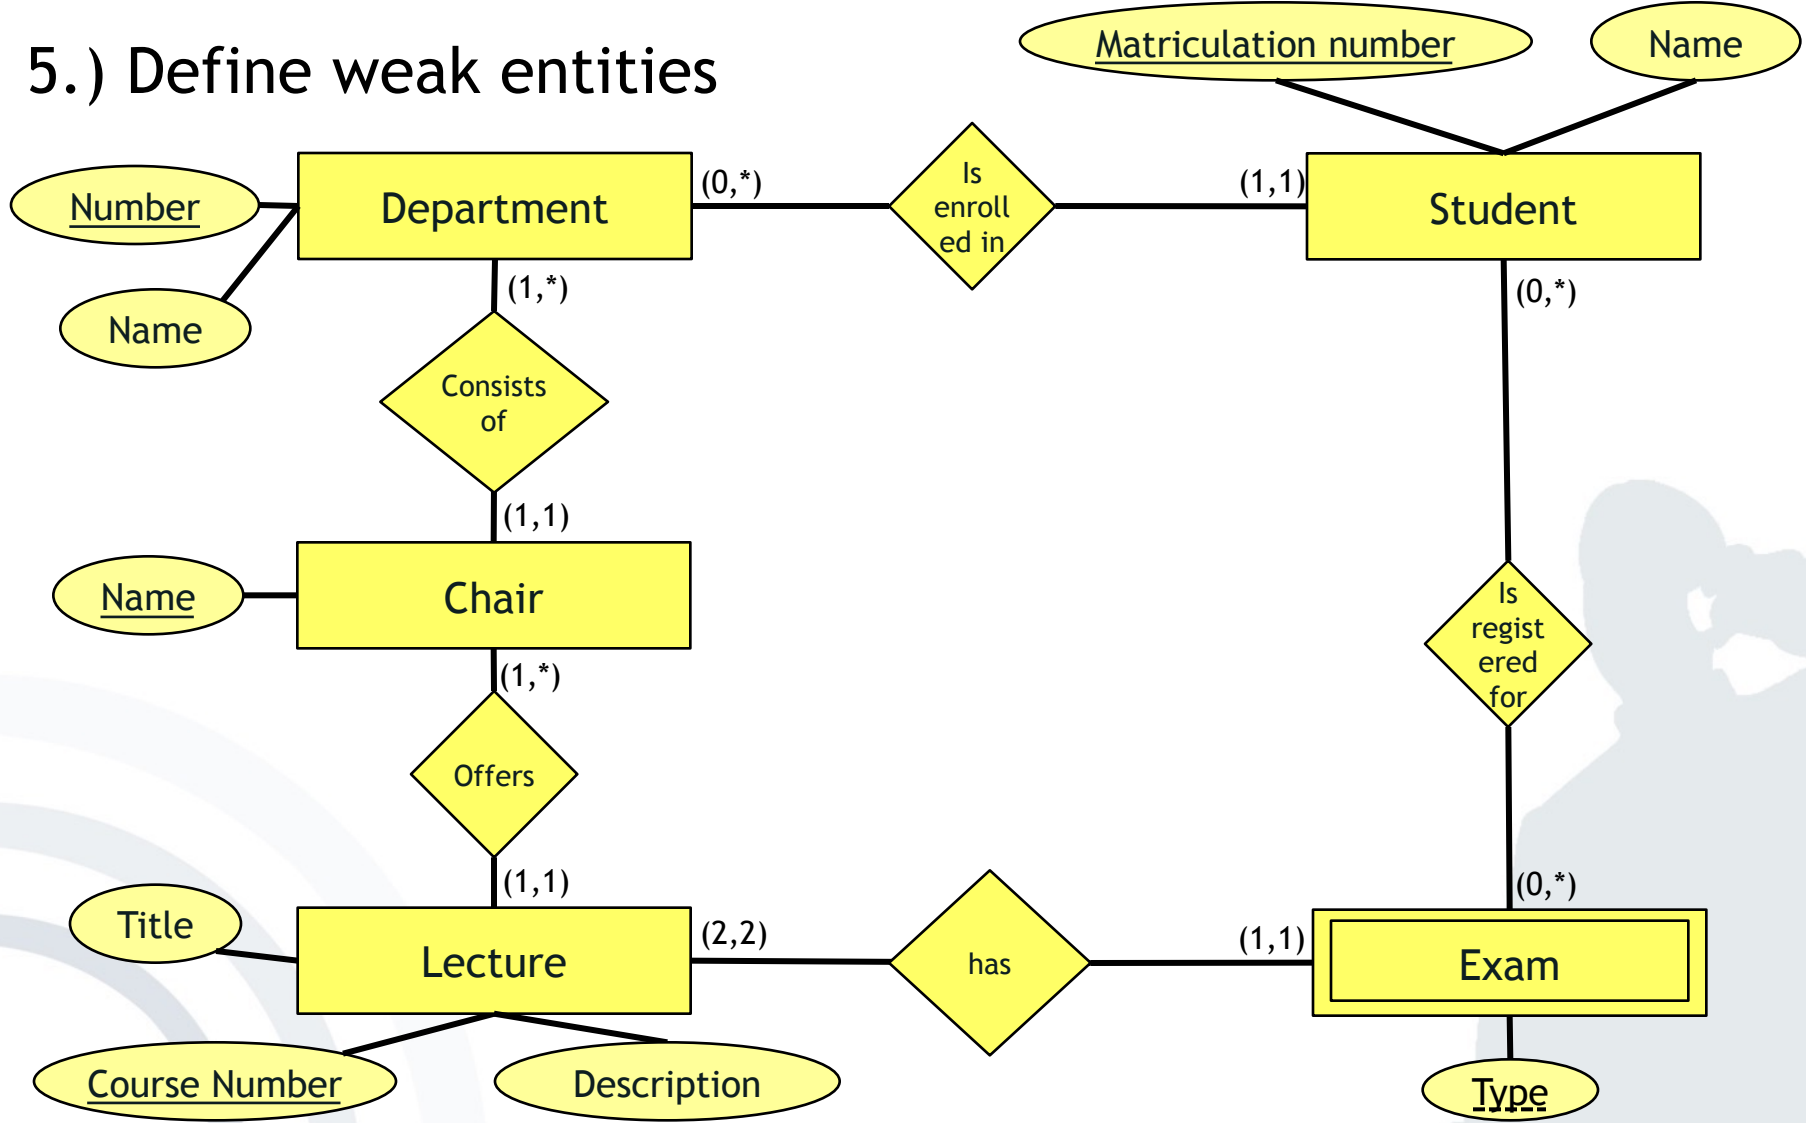 5.) Define weak entities
Matriculation number
Name
Number
Department
(0,*)
Is
enroll
ed in
(1,1)
Student
Name
(1,*)
(0,*)
Consists
of
(1,1)
Name
Chair
Is
regist
ered
for
(1,*)
Offers
(1,1)
(0,*)
Title
Lecture
(2,2)
has
(1,1)
Exam
Course Number
Description
Type